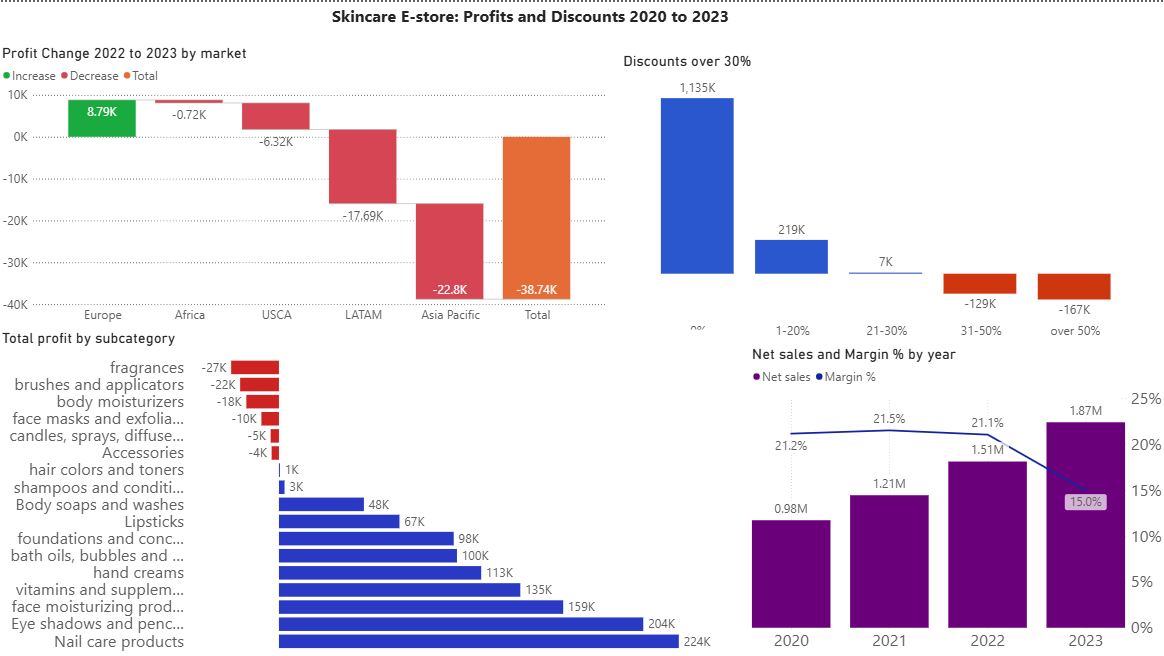 Skincare E-store: Profits and Discounts 2020 to 2023
Profit Change 2022 to 2023 by market
Increase Decrease Total
10K
0K
-10K
-20K
-30K
-40K
8.79K
-0.72K
-6.32K
-17.69K
-22.8K
-38.74K
Europe Africa USCA LATAM Asia Pacific Total
Discounts over 30%
1,135K
219K
7K
-129K
-167K
1-20% 21-30% 31-50% over 50%
Total profit by subcategory
fragrances -27K
brushes and applicators -22K
body moisturizers -18K
face masks and exfolia... -10K
candles, sprays, diffuse... -5K
Accessories -4K
hair colors and toners 1K
shampoos and conditi... 3K
Body soaps and washes 48K
Lipsticks 67K
foundations and conc... 98K
bath oils, bubbles and ... 100K
hand creams 113K
vitamins and supplem... 135K
face moisturizing prod... 159K
Eye shadows and penc... 204K
Nail care products 224K
Net sales and Margin % by year
Net sales Margin %
21.2%
21.5%
21.1%
15.0%
0.98M
1.21M
1.51M
1.87M
25%
20%
15%
10%
5%
0%
2020 2021 2022 2023